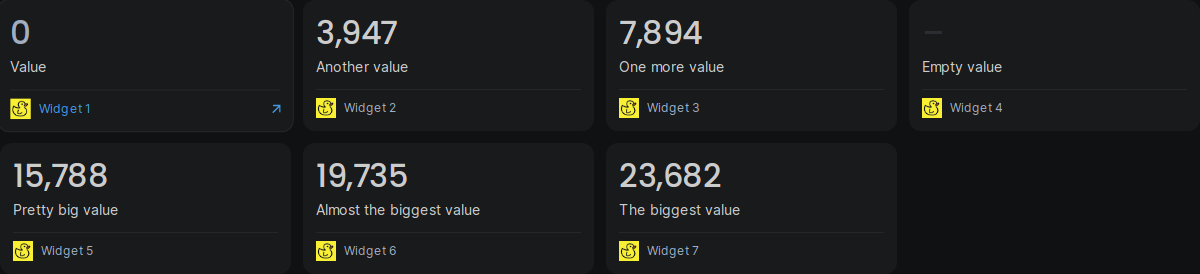 0
Value
Widget 1
3,947
Another value
Widget 2
7,894
One more value
Widget 3
–
Empty value
Widget 4
15,788
Pretty big value
Widget 5
19,735
Almost the biggest value
Widget 6
23,682
The biggest value
Widget 7